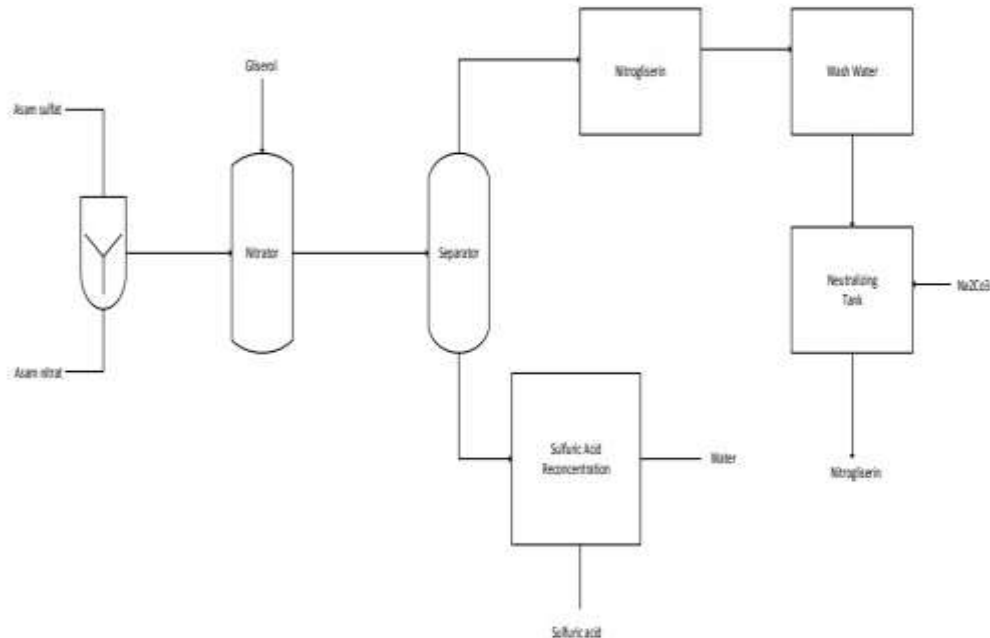 Nitrogliserin
Wash Water
Gliserol
Asam sulfat
Nitrator
Separator
Neutralizing
Tank
Na2Co3
Asam nitrat
Sulfuric Acid
Reconcentration
Water
Nitrogliserin
Sulfuric acid